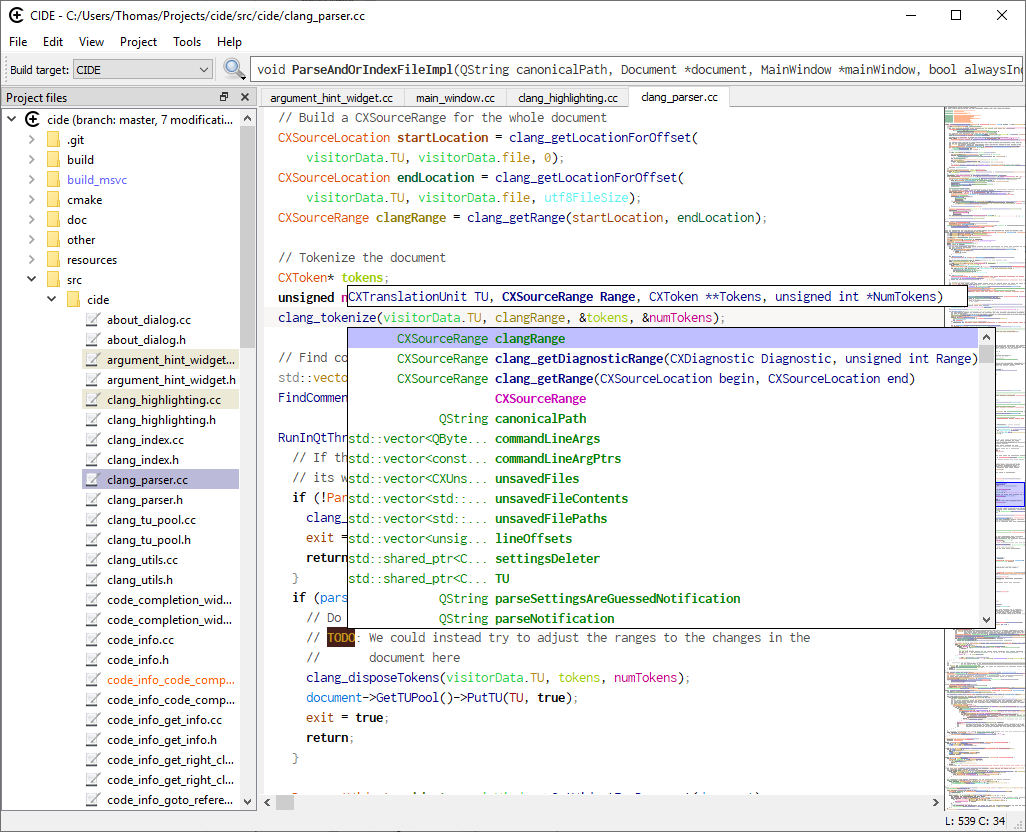 CIDE - C:/Users/Thomas/Projects/cide/src/cide/clang_parser.cc
File Edit View Project Tools Help
Build target: CIDE
void ParseAndOrIndexFileImpl(QString canonicalPath, Document *document, MainWindow *mainWindow, bool alwaysInd
Project files
cide (branch: master, 7 modificati...
.git
build
build_msvc
cmake
doc
other
resources
src
cide
about_dialog.cc
about_dialog.h
argument_hint_widget...
argument_hint_widget.h
clang_highlighting.cc
clang_highlighting.h
clang_index.cc
clang_index.h
clang_parser.cc
clang_parser.h
clang_tu_pool.cc
clang_tu_pool.h
clang_utils.cc
clang_utils.h
code_completion_wid...
code_completion_wid...
code_info.cc
code_info.h
code_info_code_comp...
code_info_code_comp...
code_info_get_info.cc
code_info_get_info.h
code_info_get_right_cl...
code_info_get_right_cl...
code_info_goto_refere...
argument_hint_widget.cc main_window.cc clang_highlighting.cc clang_parser.cc
// Build a CXSourceRange for the whole document
CXSourceLocation startLocation = clang_getLocationForOffset(
visitorData.TU, visitorData.file, 0);
CXSourceLocation endLocation = clang_getLocationForOffset(
visitorData.TU, visitorData.file, utf8FileSize);
CXSourceRange clangRange = clang_getRange(startLocation, endLocation);
// Tokenize the document
CXToken* tokens;
unsigned n
CXTranslationUnit TU, CXSourceRange Range, CXToken **Tokens, unsigned int *NumTokens)
clang_tokenize(visitorData.TU, clangRange, &tokens, &numTokens);
CXSourceRange clangRange
// Find co
CXSourceRange clang_getDiagnosticRange(CXDiagnostic Diagnostic, unsigned int Range)
std::vecto
CXSourceRange clang_getRange(CXSourceLocation begin, CXSourceLocation end)
FindCommen
CXSourceRange
QString canonicalPath
RunInQtThr
std::vector<QByte... commandLineArgs
// If th
std::vector<const... commandLineArgPtrs
// its w
std::vector<CXUns... unsavedFiles
if (!Par
std::vector<std::... unsavedFileContents
clang_
std::vector<std::... unsavedFilePaths
exit =
std::vector<unsig... lineOffsets
return
std::shared_ptr<C... settingsDeleter
}
std::shared_ptr<C... TU
if (pars
QString parseSettingsAreGuessedNotification
// Do
QString parseNotification
// TODO: We could instead try to adjust the ranges to the changes in the
// document here
clang_disposeTokens(visitorData.TU, tokens, numTokens);
document->GetTUPool()->PutTU(TU, true);
exit = true;
return;
}
L: 539 C: 34